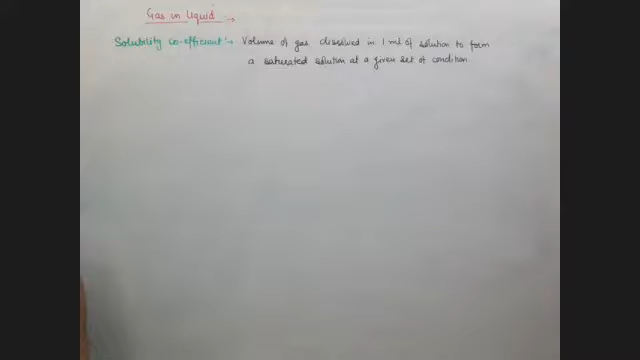 Gas in liquid →
Solubility co-efficient :→ Volume of gas dissolved in 1 ml of solution to form
a saturated solution at a given set of condition